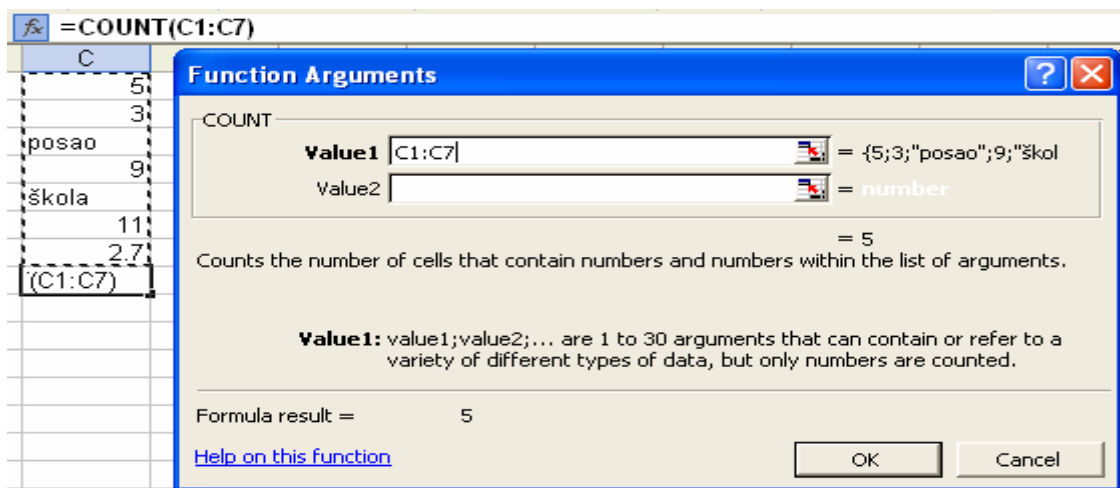 fx =COUNT(C1:C7)
C
5
3
posao
9
škola
11
2.7
(C1:C7)
Function Arguments
COUNT
Value1 C1:C7 = {5;3;"posao";9;"škol
Value2 = number
= 5
Counts the number of cells that contain numbers and numbers within the list of arguments.
Value1: value1;value2;... are 1 to 30 arguments that can contain or refer to a
variety of different types of data, but only numbers are counted.
Formula result = 5
Help on this function
OK Cancel